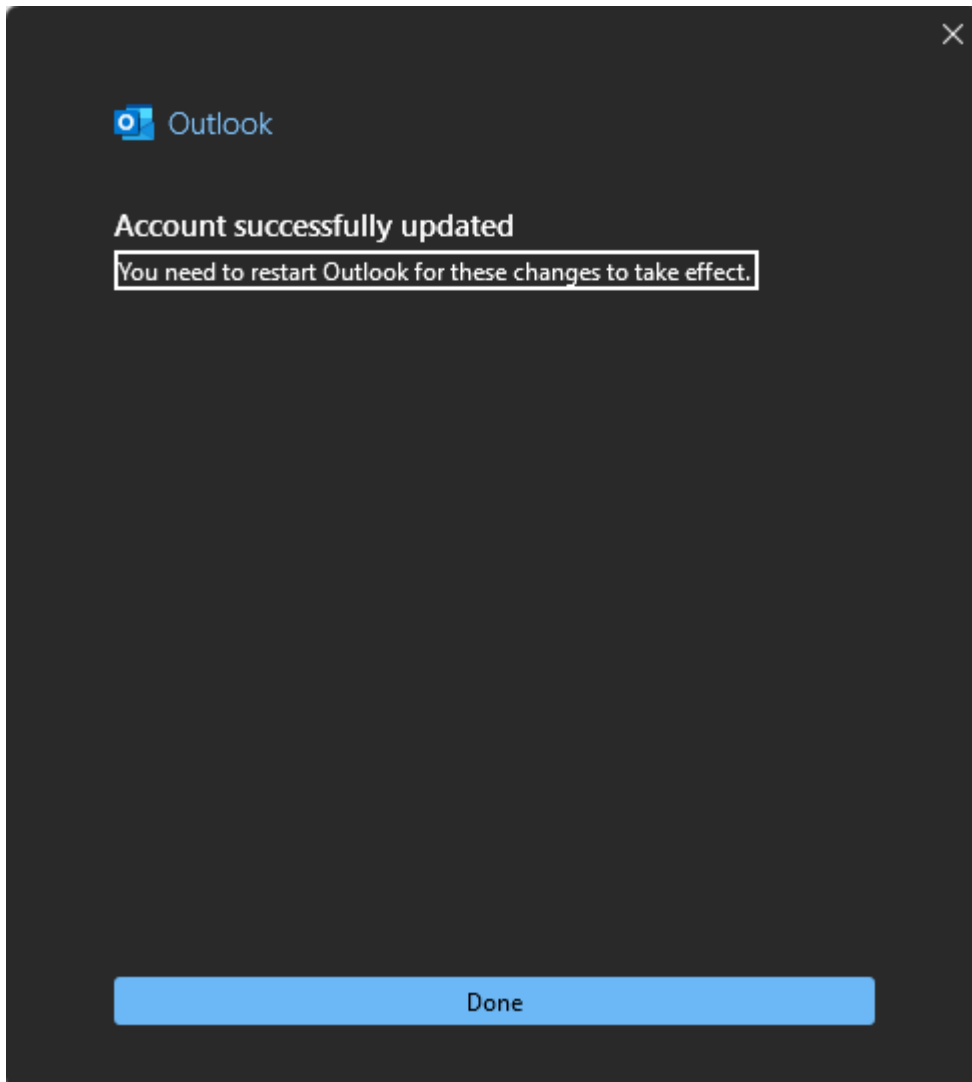 Outlook
Account successfully updated
You need to restart Outlook for these changes to take effect.
Done